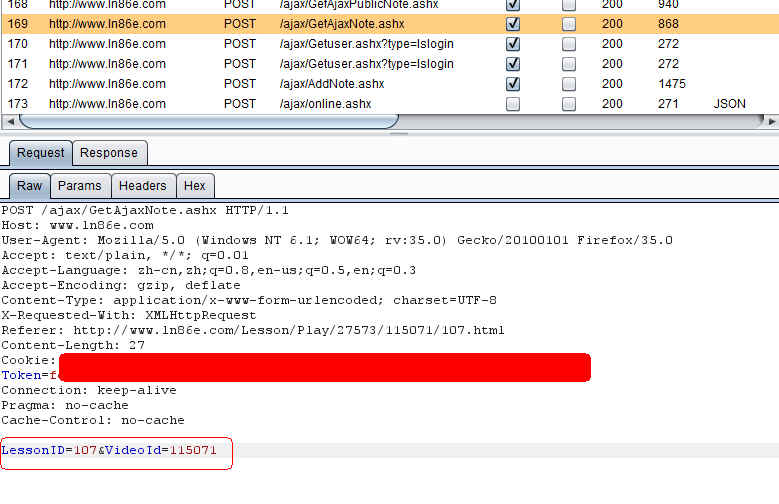 168 http://www.ln86e.com POST /ajax/GetAjaxPublicNote.ashx 200 940
169 http://www.ln86e.com POST /ajax/GetAjaxNote.ashx 200 868
170 http://www.ln86e.com POST /ajax/Getuser.ashx?type=Islogin 200 272
171 http://www.ln86e.com POST /ajax/Getuser.ashx?type=Islogin 200 272
172 http://www.ln86e.com POST /ajax/AddNote.ashx 200 1475
173 http://www.ln86e.com POST /ajax/online.ashx 200 271 JSON
Request Response
Raw Params Headers Hex
POST /ajax/GetAjaxNote.ashx HTTP/1.1
Host: www.ln86e.com
User-Agent: Mozilla/5.0 (Windows NT 6.1; WOW64; rv:35.0) Gecko/20100101 Firefox/35.0
Accept: text/plain, */*; q=0.01
Accept-Language: zh-cn,zh;q=0.8,en-us;q=0.5,en;q=0.3
Accept-Encoding: gzip, deflate
Content-Type: application/x-www-form-urlencoded; charset=UTF-8
X-Requested-With: XMLHttpRequest
Referer: http://www.ln86e.com/Lesson/Play/27573/115071/107.html
Content-Length: 27
Cookie:
Token=
Connection: keep-alive
Pragma: no-cache
Cache-Control: no-cache
LessonID=107&VideoId=115071